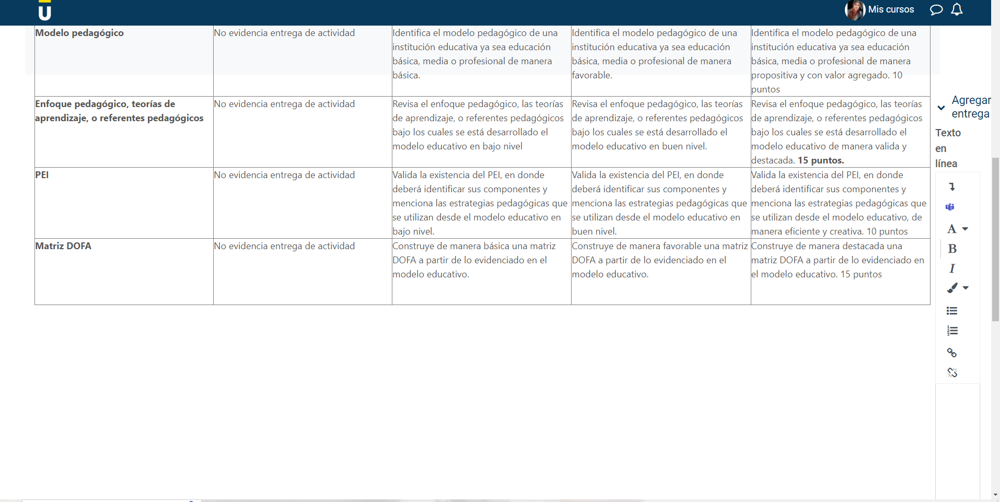 U
Mis cursos
Modelo pedagógico
No evidencia entrega de actividad
Identifica el modelo pedagógico de una
institución educativa ya sea educación
básica, media o profesional de manera
básica.
Identifica el modelo pedagógico de una
institución educativa ya sea educación
básica, media o profesional de manera
favorable.
Identifica el modelo pedagógico de una
institución educativa ya sea educación
básica, media o profesional de manera
propositiva y con valor agregado. 10
puntos
Enfoque pedagógico, teorías de
aprendizaje, o referentes pedagógicos
No evidencia entrega de actividad
Revisa el enfoque pedagógico, las teorías
de aprendizaje, o referentes pedagógicos
bajo los cuales se está desarrollado el
modelo educativo en bajo nivel
Revisa el enfoque pedagógico, las teorías
de aprendizaje, o referentes pedagógicos
bajo los cuales se está desarrollado el
modelo educativo en buen nivel.
Revisa el enfoque pedagógico, las teorías
de aprendizaje, o referentes pedagógicos
bajo los cuales se está desarrollado el
modelo educativo de manera valida y
destacada. 15 puntos.
PEI
No evidencia entrega de actividad
Valida la existencia del PEI, en donde
deberá identificar sus componentes y
menciona las estrategias pedagógicas que
se utilizan desde el modelo educativo en
bajo nivel.
Valida la existencia del PEI, en donde
deberá identificar sus componentes y
menciona las estrategias pedagógicas que
se utilizan desde el modelo educativo en
buen nivel.
Valida la existencia del PEI, en donde
deberá identificar sus componentes y
menciona las estrategias pedagógicas que
se utilizan desde el modelo educativo, de
manera eficiente y creativa. 10 puntos
Matriz DOFA
No evidencia entrega de actividad
Construye de manera básica una matriz
DOFA a partir de lo evidenciado en el
modelo educativo.
Construye de manera favorable una matriz
DOFA a partir de lo evidenciado en el
modelo educativo.
Construye de manera destacada una
matriz DOFA a partir de lo evidenciado en
el modelo educativo. 15 puntos
Agregar
entrega
Texto
en
línea
A
B
I